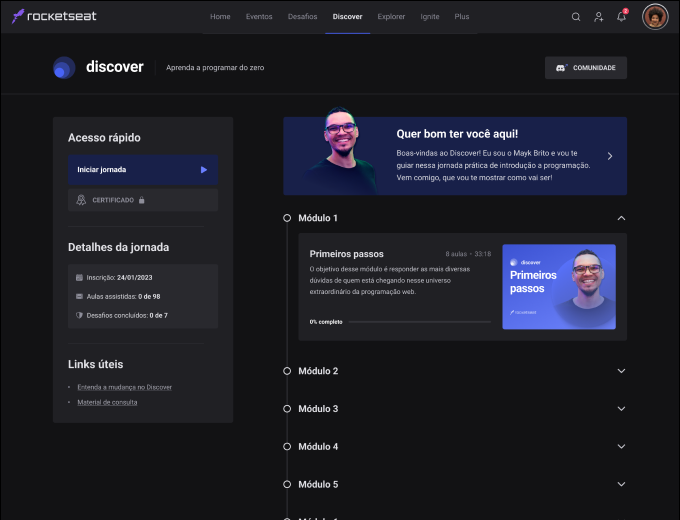 rocketseat
Home Eventos Desafios Discover Explorer Ignite Plus
2
discover
Aprenda a programar do zero
COMUNIDADE
Acesso rápido
Iniciar jornada
CERTIFICADO
Detalhes da jornada
Inscrição: 24/01/2023
Aulas assistidas: 0 de 98
Desafios concluídos: 0 de 7
Links úteis
Entenda a mudança no Discover
Material de consulta
Quer bom ter você aqui!
Boas-vindas ao Discover! Eu sou o Mayk Brito e vou te
guiar nessa jornada prática de introdução a programação.
Vem comigo, que vou te mostrar como vai ser!
Módulo 1
Primeiros passos
8 aulas · 33:18
O objetivo desse módulo é responder as mais diversas
dúvidas de quem está chegando nesse universo
extraordinário da programação web.
0% completo
discover
Primeiros
passos
rocketseat
Módulo 2
Módulo 3
Módulo 4
Módulo 5